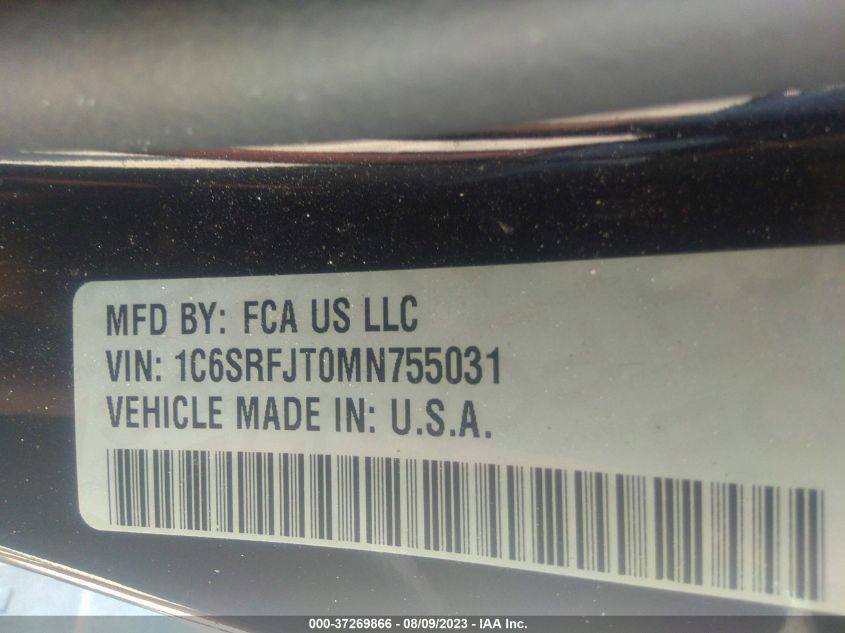 MFD BY: FCA US LLC
VIN: 1C6SRFJT0MN755031
VEHICLE MADE IN: U.S.A.
000-37269866 - 08/09/2023 - IAA Inc.